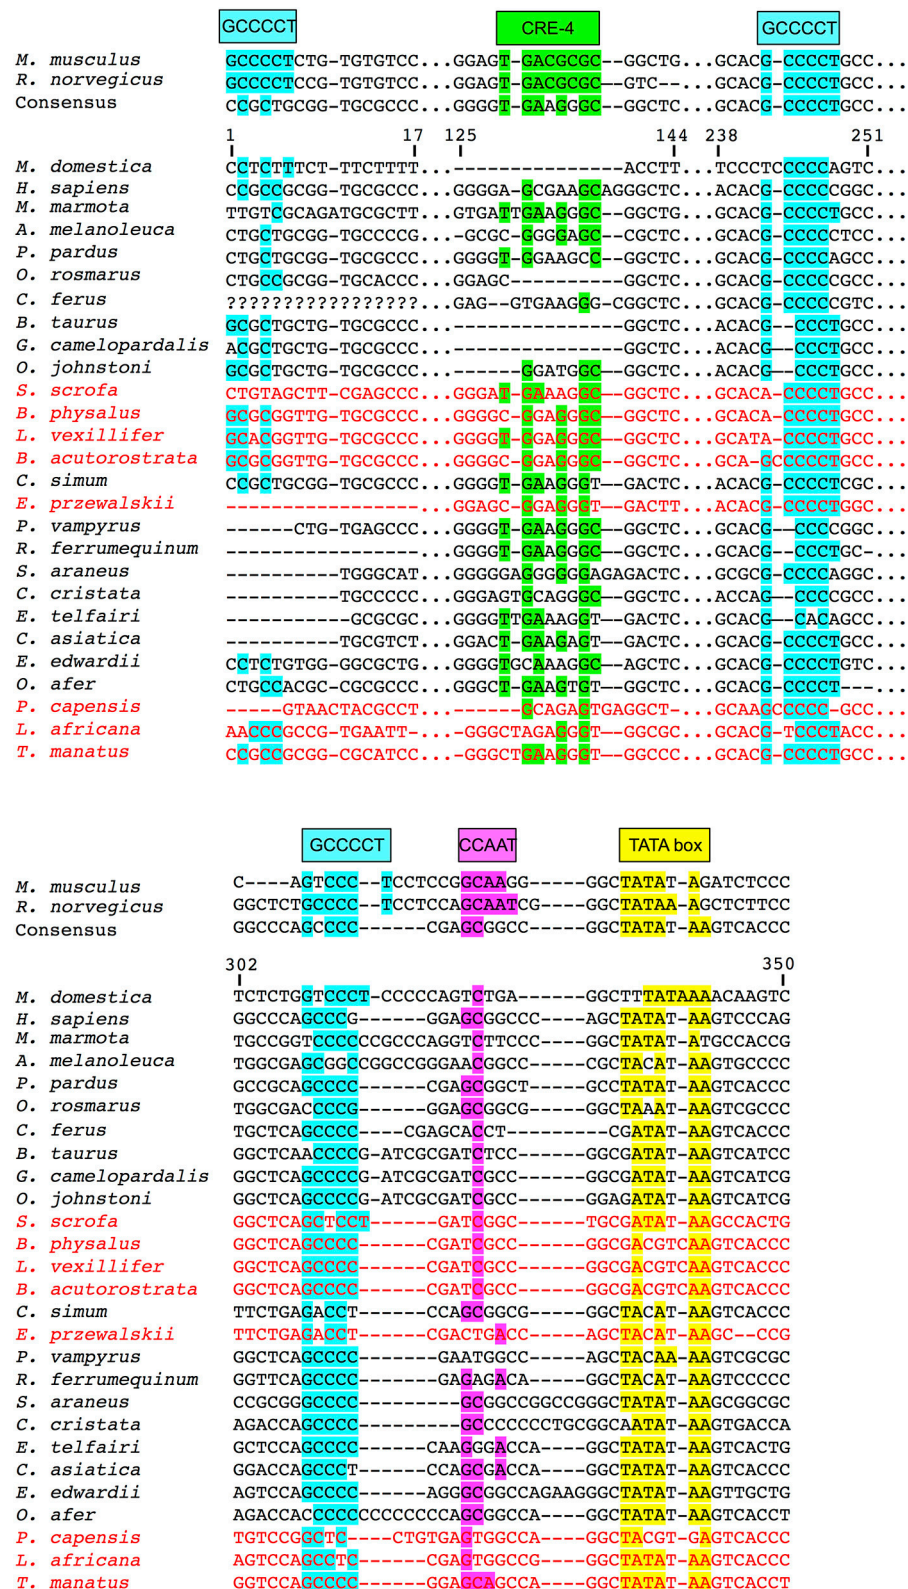 GCCCCT CRE-4 GCCCCT
M. musculus GCCCCTCTG-TGTGTCC...GGAGT-GACGCGC--GGCTG...GCACG-CCCCTGCC...
R. norvegicus GCCCCTCCG-TGTGTCC...GGAGT-GACGCGC--GTC--...GCACG-CCCCTGCC...
Consensus CCGCTGCGG-TGCGCCC...GGGGT-GAAGGGC--GGCTC...GCACG-CCCCTGCC...
1 17 125 144 238 251
M. domestica CCTCTTTCT-TTCTTTT...---------------ACCTT...TCCCTCCCCCAGTC...
H. sapiens CCGCCGCGG-TGCGCCC...GGGGA-GCGAAGCAGGGCTC...ACACG-CCCCCGGC...
M. marmota TTGTCGCAGATGCGCTT...GTGATTGAAGGGC--GGCTG...GCACG-CCCCTGCC...
A. melanoleuca CTGCTGCGG-TGCCCCG...-GCGC-GGGGAGC--CGCTC...GCACG-CCCCCTCC...
P. pardus CTGCTGCGG-TGCGCCC...GGGGT-GGAAGCC--GGCTC...GCACG-CCCCAGCC...
O. rosmarus CTGCCGCGG-TGCACCC...GGAGC----------GGCTC...GCACG-CCCCCGCC...
C. ferus ?????????????????...GAG--GTGAAGGG-CGGCTC...GCACG-CCCCCGTC...
B. taurus GCGCTGCTG-TGCGCCC...---------------GGCTC...ACACG--CCCTGCC...
G. camelopardalis ACGCTGCTG-TGCGCCC...---------------GGCTC...ACACG--CCCTGCC...
O. johnstoni GCGCTGCTG-TGCGCCC...------GGATGGC--GGCTC...ACACG--CCCTGCC...
S. scrofa CTGTAGCTT-CGAGCCC...GGGAT-GAAAGGC--GGCTC...ACACA-CCCCTGCC...
B. physalus GCGCGGTTG-TGCGCCC...GGGGC-GGAGGGC--GGCTC...GCACA-CCCCTGCC...
L. vexillifer GCACGGTTG-TGCGCCC...GGGGT-GGAGGGC--GGCTC...GCATA-CCCCTGCC...
B. acutorostrata GCGCGGTTG-TGCGCCC...GGGGC-GGAGGGC--GGCTC...GCA-GCCCCCTGCC...
C. simum CCGCTGCGG-TGCGCCC...GGGGT-GAAGGGT--GACTC...ACACG-CCCCTCGC...
E. przewalskii -----------------...GGAGC-GGAGGGT--GACTT...ACACG-CCCCTGGC...
P. vampyrus ------CTG-TGAGCCC...GGGGT-GAAGGGC--GGCTC...GCACG--CCCCGGC...
R. ferrumequinum -----------------...GGGGT-GAAGGGC--GGCTC...GCACG--CCCTGC-...
S. araneus ----------TGGGCAT...GGGGGAGGGGGGAGAGACTC...GCGCG-CCCCAGGC...
C. cristata ----------TGCCCCC...GGGAGTGCAGGGC--GGCTC...ACCAG--CCCCGCC...
E. telfairi -----------GCGCGC...GGGGTTGAAAGGT--GACTC...GCACG--CACAGCC...
C. asiatica ----------TGCGTCT...GGACT-GAAGAGT--GACTC...GCACG-CCCCTGCC...
E. edwardii CCTCTGTGG-GGCGCTG...GGGGTGCAAAGGC--AGCTC...GCACG-CCCCTGTC...
O. afer CTGCCACGC-CGCGCCC...GGGCT-GAAGTGT--GGCTC...GCACG-CCCCT---...
P. capensis -----GTAACTACGCCT...------GCAGAGTGAGGCT-...GCAAGCCCCC-GCC...
L. africana AACCCGCCG-TGAATT-...-GGGCTAGAGGGT--GGCGC...GCACG-TCCCTACC...
T. manatus CCGCCGCGG-CGCATCC...GGGCTGAAGGGT--GGCCC...GCACG-CCCCTGCC...
GCCCCT CCAAT TATA box
M. musculus C----AGTCCC--TCCTCCGGCAAGG-----GGCTATAT-AGATCTCCC
R. norvegicus GGCTCTGCCCC--TCCTCCAGCAATCG----GGCTATAA-AGCTCTTCC
Consensus GGCCCAGCCCC------CGAGCGGCC-----GGCTATAT-AAGTCACCC
302 350
M. domestica TCTCTGGTCCCT-CCCCCAGTCTGA------GGCTTTATAAAACAAGTC
H. sapiens GGCCCAGCCCG------GGAGCGGCCC----AGCTATAT-AAGTCCCAG
M. marmota TGCCGGTCCCCCCGCCCAGGTCTTCCC----GGCTATAT-ATGCCACCG
A. melanoleuca TGGCGAGCGGCCGGCCGGGAACGGCC-----CGCTACAT-AAGTGCCCC
P. pardus GCCGCAGCCCC------CGAGCGGCT-----GCCTATAT-AAGTCACCC
O. rosmarus TGGCGACCCCG------GGAGCGGCG-----GGCTAAAT-AAGTCGCCC
C. ferus TGCTCAGCCCC----CGAGCACCT-------CGATAT-AAGTCACCC
B. taurus GGCTCAACCCCG-ATCGCGATCTCC------GGCGATAT-AAGTCATCC
G. camelopardalis GGCTCAGCCCCG-ATCGCGATCGCC------GGCGATAT-AAGTCATCG
O. johnstoni GGCTCAGCCCCG-ATCGCGATCGCC------GGAGATAT-AAGTCATCG
S. scrofa GGCTCAGCTCCT------GATCGGC------TGCGATAT-AAGCCACTG
B. physalus GGCTCAGCCCC------CGATCGCC------GGCGACGTCAAGTCACCC
L. vexillifer GGCTCAGCCCC------CGATCGCC------GGCGACGTCAAGTCACCC
B. acutorostrata GGCTCAGCCCC------CGATCGCC------GGCGACGTCAAGTCACCC
C. simum TTCTGAGACCT------CCAGCGGCG-----GGCTACAT-AAGTCACCC
E. przewalskii TTCTGAGACCT------CGACTGACC-----AGCTACAT-AAGC--CCG
P. vampyrus GGCTCAGCCCC-------GAATGGCC-----AGCTACAA-AAGTCGCGC
R. ferrumequinum GGTTCAGCCCC-------GAGAGACA-----GGCTACAT-AAGTCCCCC
S. araneus CCGCGGGCCCC---------GCGGCCGGCCGGGCTATAT-AAGCGGCGC
C. cristata AGACCAGCCCC---------GCCCCCCCTGCGGCAATAT-AAGTGACCA
E. telfairi GCTCCAGCCCC------CAAGGGACCA----GGCTATAT-AAGTCACTG
C. asiatica GGACCAGCCCT------CCAGCGACCA----GGCTATAT-AAGTCACCC
E. edwardii AGTCCAGCCCC------AGGGCGGCCAGAAGGGCTATAT-AAGTTGCTG
O. afer AGACCACCCCCCCCCCCCCAGCGGCCA----GGCTATAT-AAGTCACCT
P. capensis TGTCCGGCTC----CTGTGAGTGGCCA----GGCTACGT-GAGTCACCC
L. africana AGTCCAGCCTC------CGAGTGGCCG----GGCTATAT-AAGTCACCC
T. manatus GGTCCAGCCCC------GGAGCAGCCA----GGCTATAT-AAGTCACCT